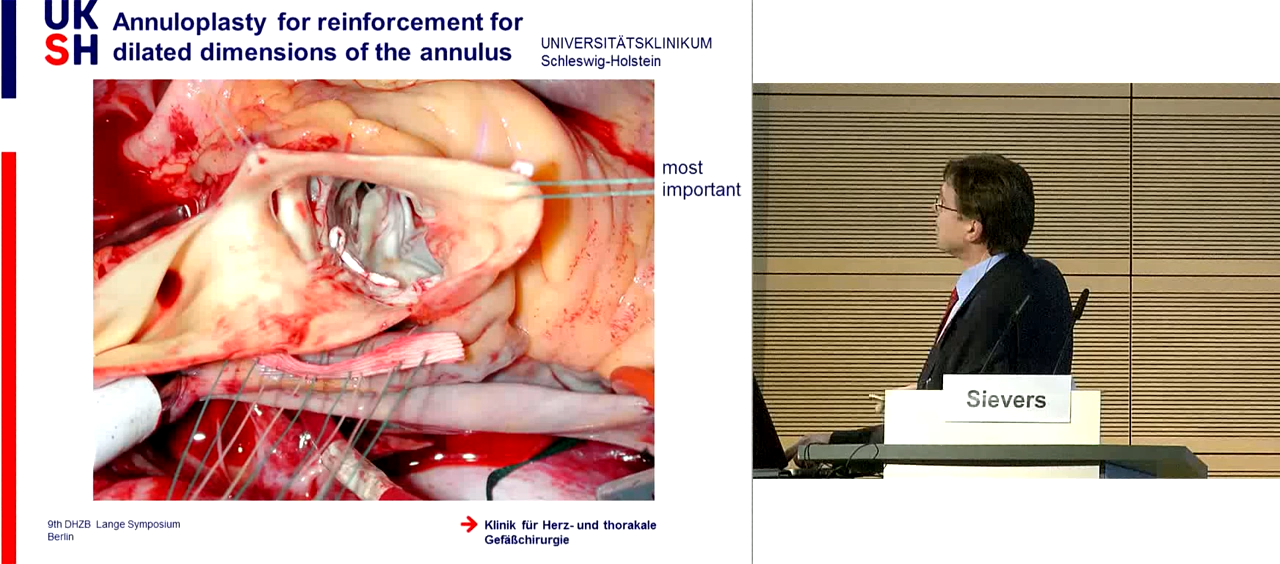 UK
SH
Annuloplasty for reinforcement for
dilated dimensions of the annulus
UNIVERSITÄTSKLINIKUM
Schleswig-Holstein
most
important
Sievers
9th DHZB Lange Symposium
Berlin
Klinik für Herz- und thorakale
Gefäßchirurgie